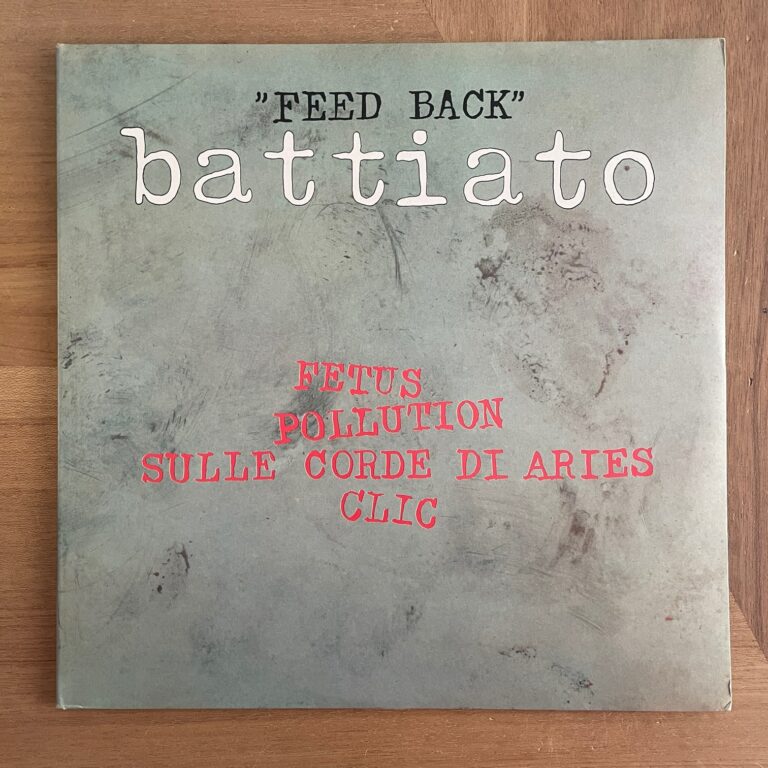 "FEED BACK"
battiato
FETUS
POLLUTION
SULLE CORDE DI ARIES
CLIC